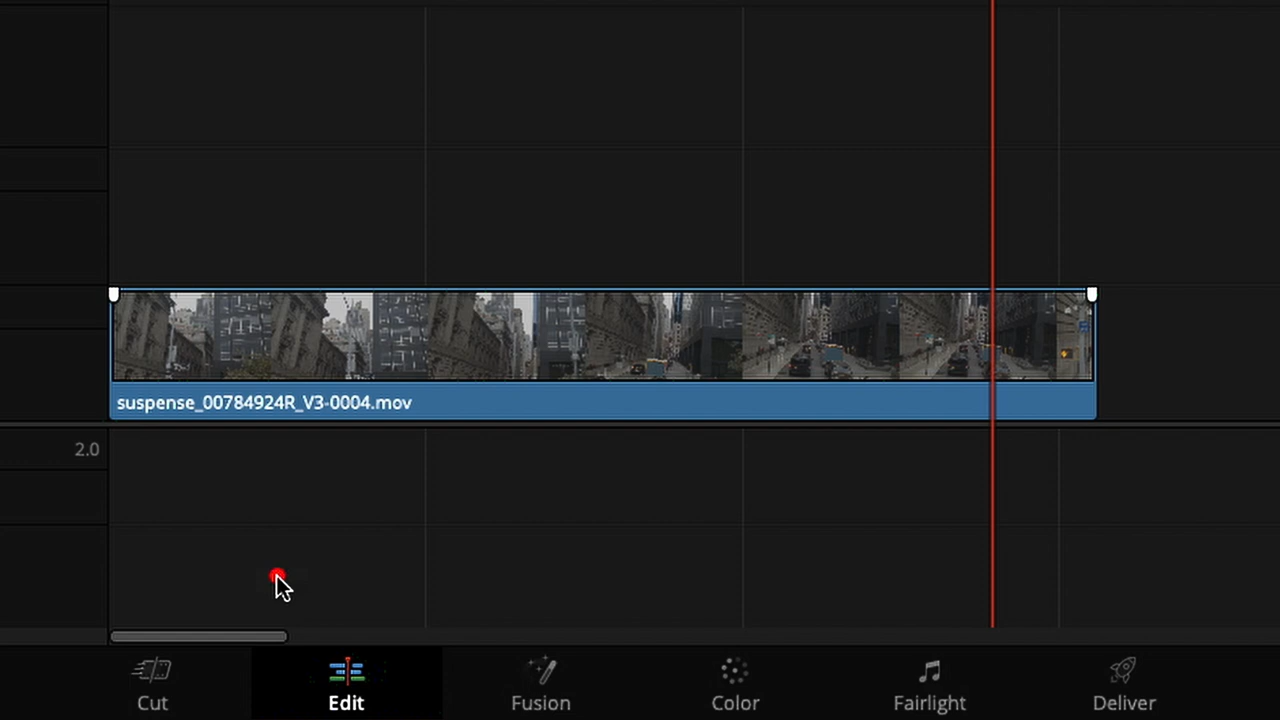 suspense_00784924R_V3-0004.mov
2.0
Cut
Edit
Fusion
Color
Fairlight
Deliver